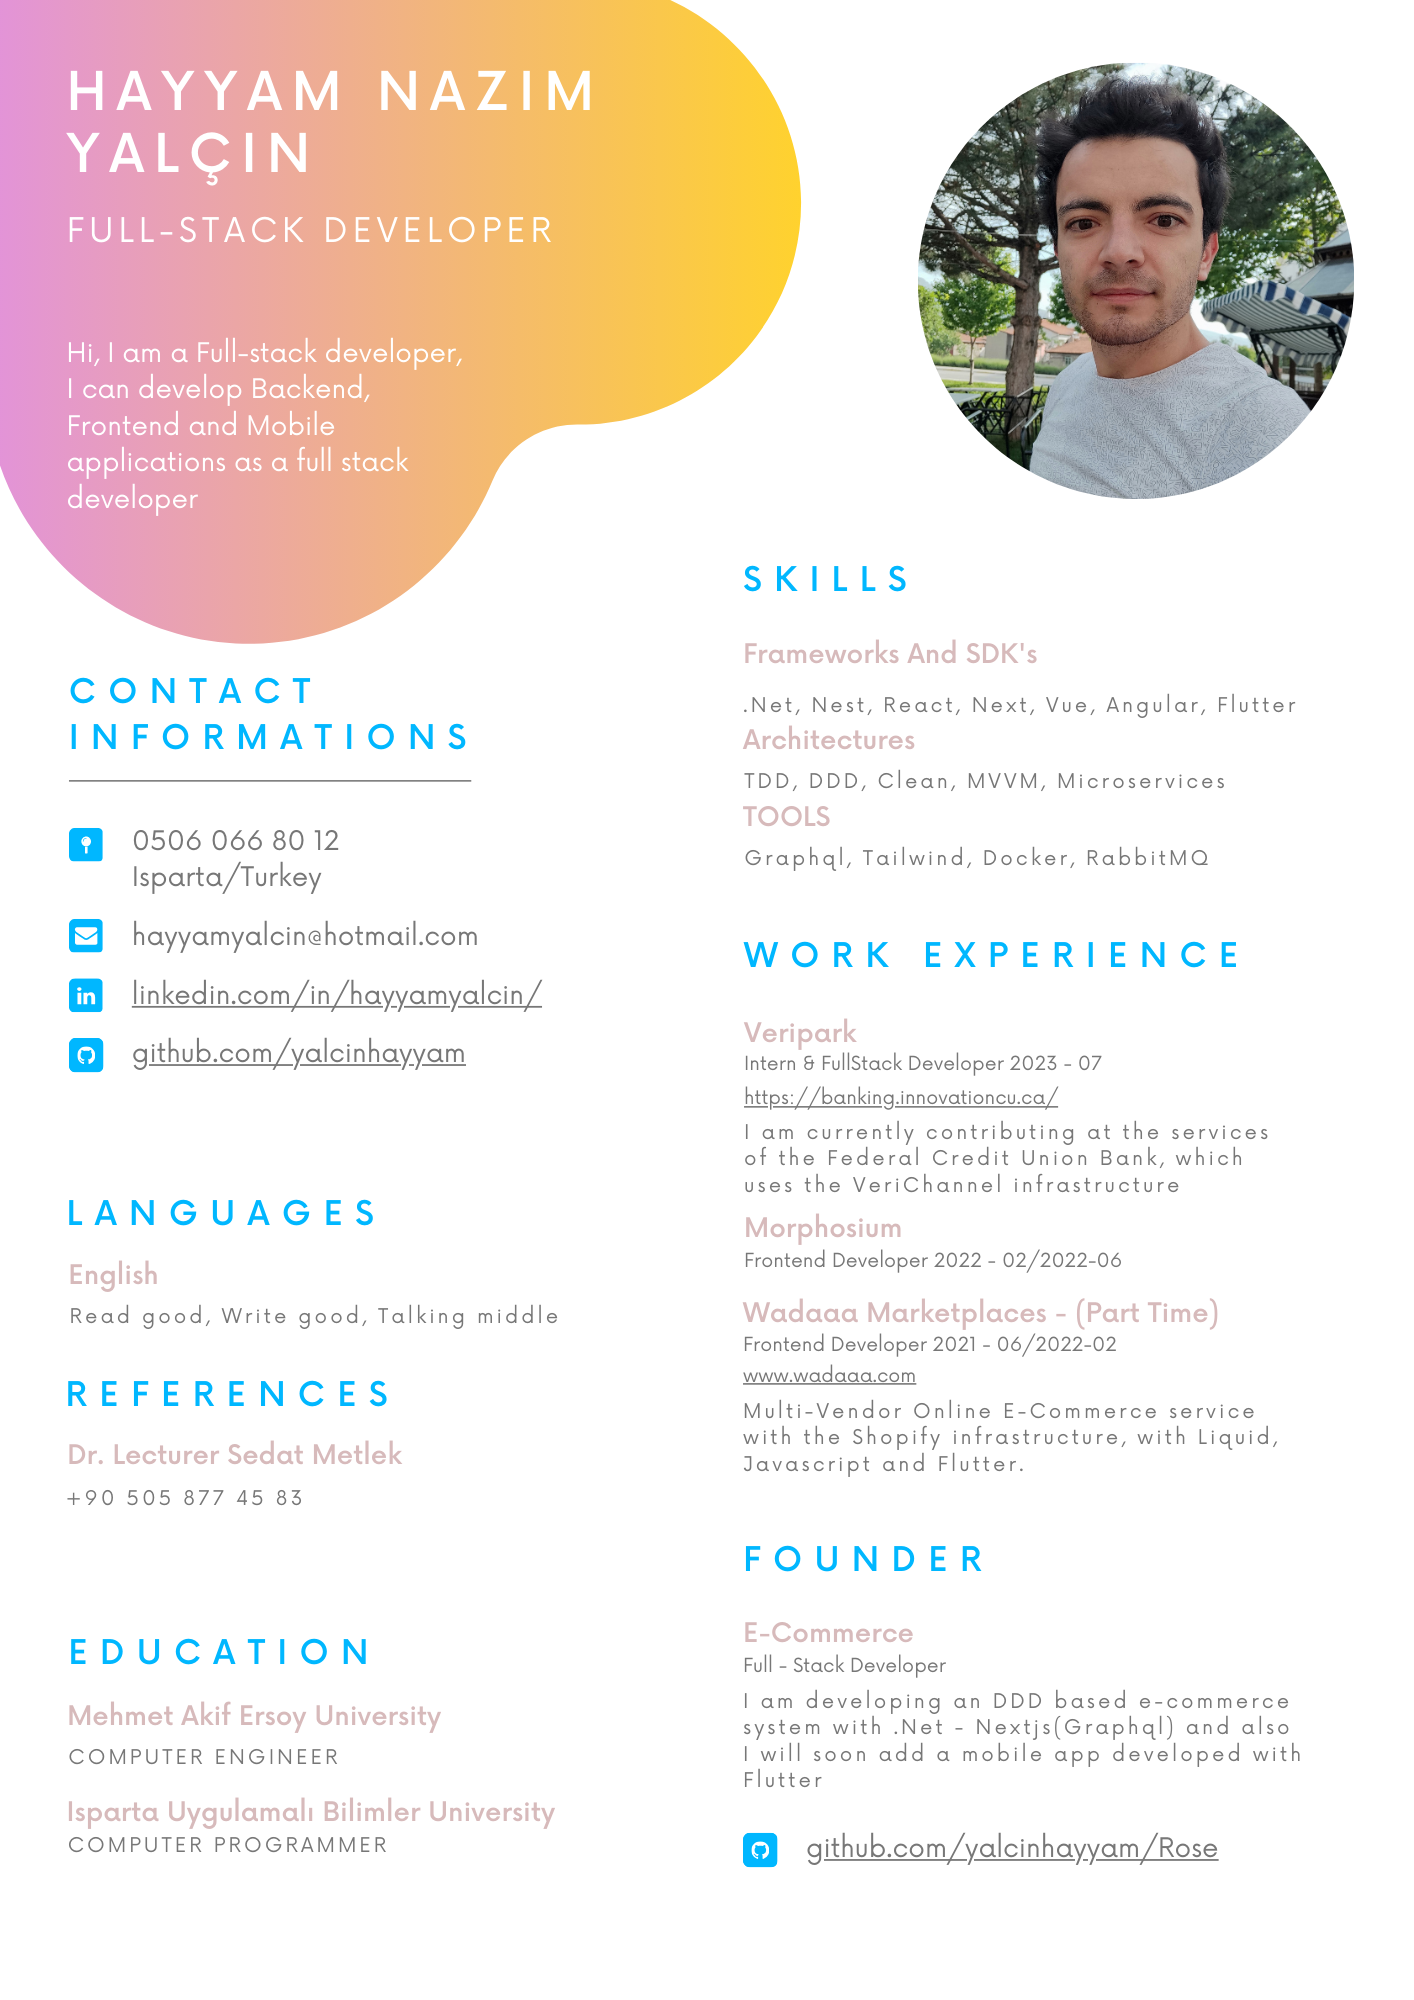 HAYYAM NAZIM
YALÇIN
FULL-STACK DEVELOPER
Hi, I am a Full-stack developer,
I can develop Backend,
Frontend and Mobile
applications as a full stack
developer
CONTACT
INFORMATIONS
0506 066 80 12
Isparta/Turkey
hayyamyalcin@hotmail.com
linkedin.com/in/hayyamyalcin/
github.com/yalcinhayyam
LANGUAGES
English
Read good, Write good, Talking middle
REFERENCES
Dr. Lecturer Sedat Metlek
+90 505 877 45 83
EDUCATION
Mehmet Akif Ersoy University
COMPUTER ENGINEER
Isparta Uygulamalı Bilimler University
COMPUTER PROGRAMMER
SKILLS
Frameworks And SDK's
.Net, Nest, React, Next, Vue, Angular, Flutter
Architectures
TDD, DDD, Clean, MVVM, Microservices
TOOLS
Graphql, Tailwind, Docker, RabbitMQ
WORK EXPERIENCE
Veripark
Intern & FullStack Developer 2023 - 07
https://banking.innovationcu.ca/
I am currently contributing at the services
of the Federal Credit Union Bank, which
uses the VeriChannel infrastructure
Morphosium
Frontend Developer 2022 - 02/2022-06
Wadaaa Marketplaces - (Part Time)
Frontend Developer 2021 - 06/2022-02
www.wadaaa.com
Multi-Vendor Online E-Commerce service
with the Shopify infrastructure, with Liquid,
Javascript and Flutter.
FOUNDER
E-Commerce
Full - Stack Developer
I am developing an DDD based e-commerce
system with .Net - Nextjs(Graphql) and also
I will soon add a mobile app developed with
Flutter
github.com/yalcinhayyam/Rose